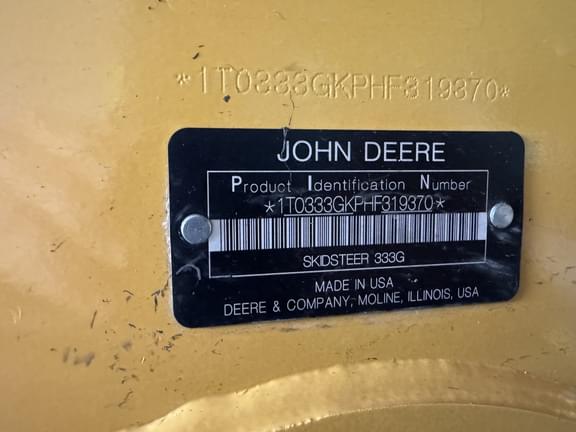 *1T0333GKPHF319370*
JOHN DEERE
Product Identification Number
*1T0333GKPHF319370*
SKIDSTEER 333G
MADE IN USA
DEERE & COMPANY, MOLINE, ILLINOIS, USA